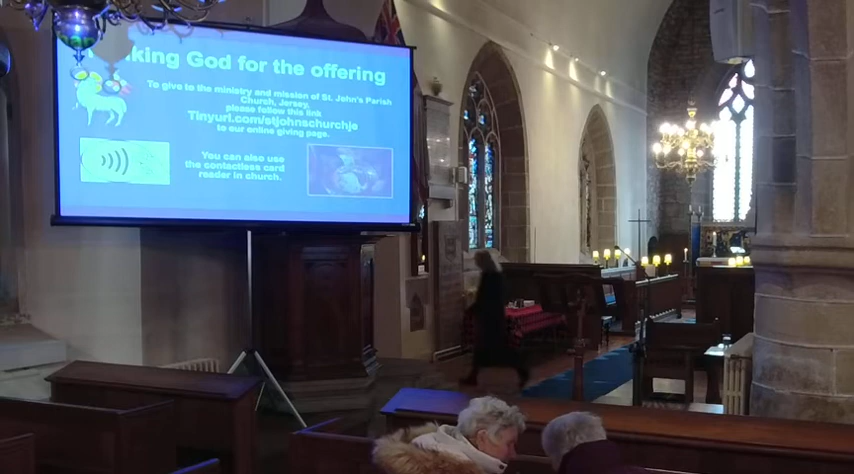 God for the offering
To give to the ministry and mission of St. John's Parish
Church, Jersey,
please follow this link
Tinyurl.com/stjohnschurchje
to our online giving page.
You can also use
the contactless card
reader in church.